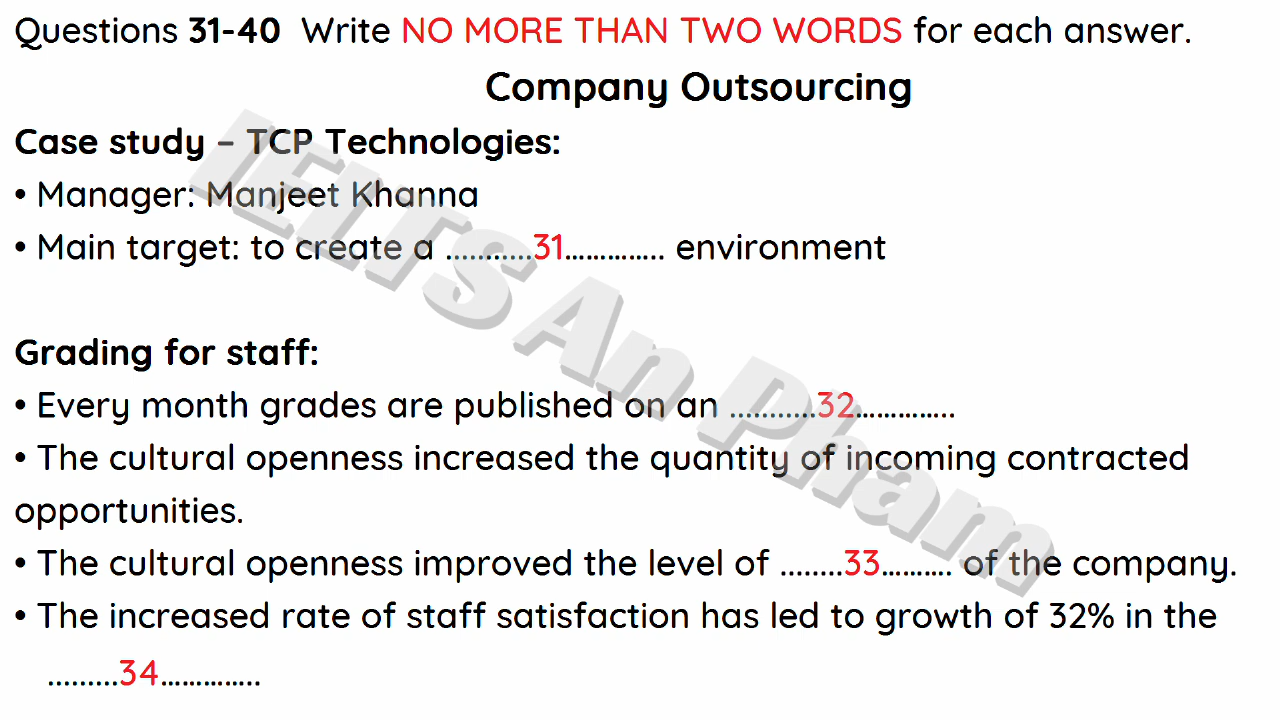 Questions 31-40 Write NO MORE THAN TWO WORDS for each answer.
Company Outsourcing
Case study – TCP Technologies:
• Manager: Manjeet Khanna
• Main target: to create a ...........31………….. environment
Grading for staff:
• Every month grades are published on an ...........32…………..
• The cultural openness increased the quantity of incoming contracted
opportunities.
• The cultural openness improved the level of ........33………. of the company.
• The increased rate of staff satisfaction has led to growth of 32% in the
.........34…………..
IELTS An Pham